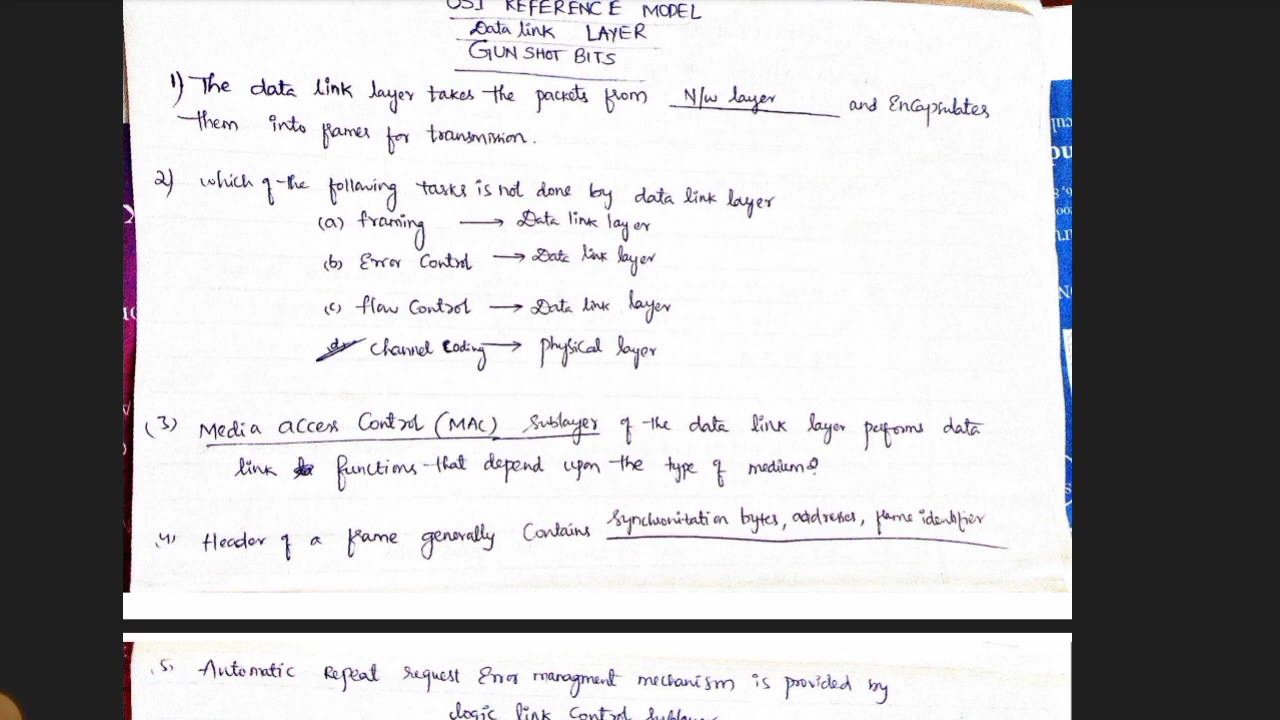 OSI REFERENCE MODEL
Data link LAYER
GUN SHOT BITS
1) The data link layer takes the packets from N/w layer and Encapsulates
them into frames for transmission.
2) which of the following tasks is not done by data link layer
(a) framing → Data link layer
(b) Error Control → Data link layer
(c) flow Control → Data link layer
(d) channel coding → physical layer
(3) Media access Control (MAC) sublayer of the data link layer performs data
link functions that depend upon the type of medium?
(4) Header of a frame generally Contains synchronization bytes, addresses, frame identifier
(5) Automatic Repeat request Error managment mechanism is provided by
logic link Control Sublayer